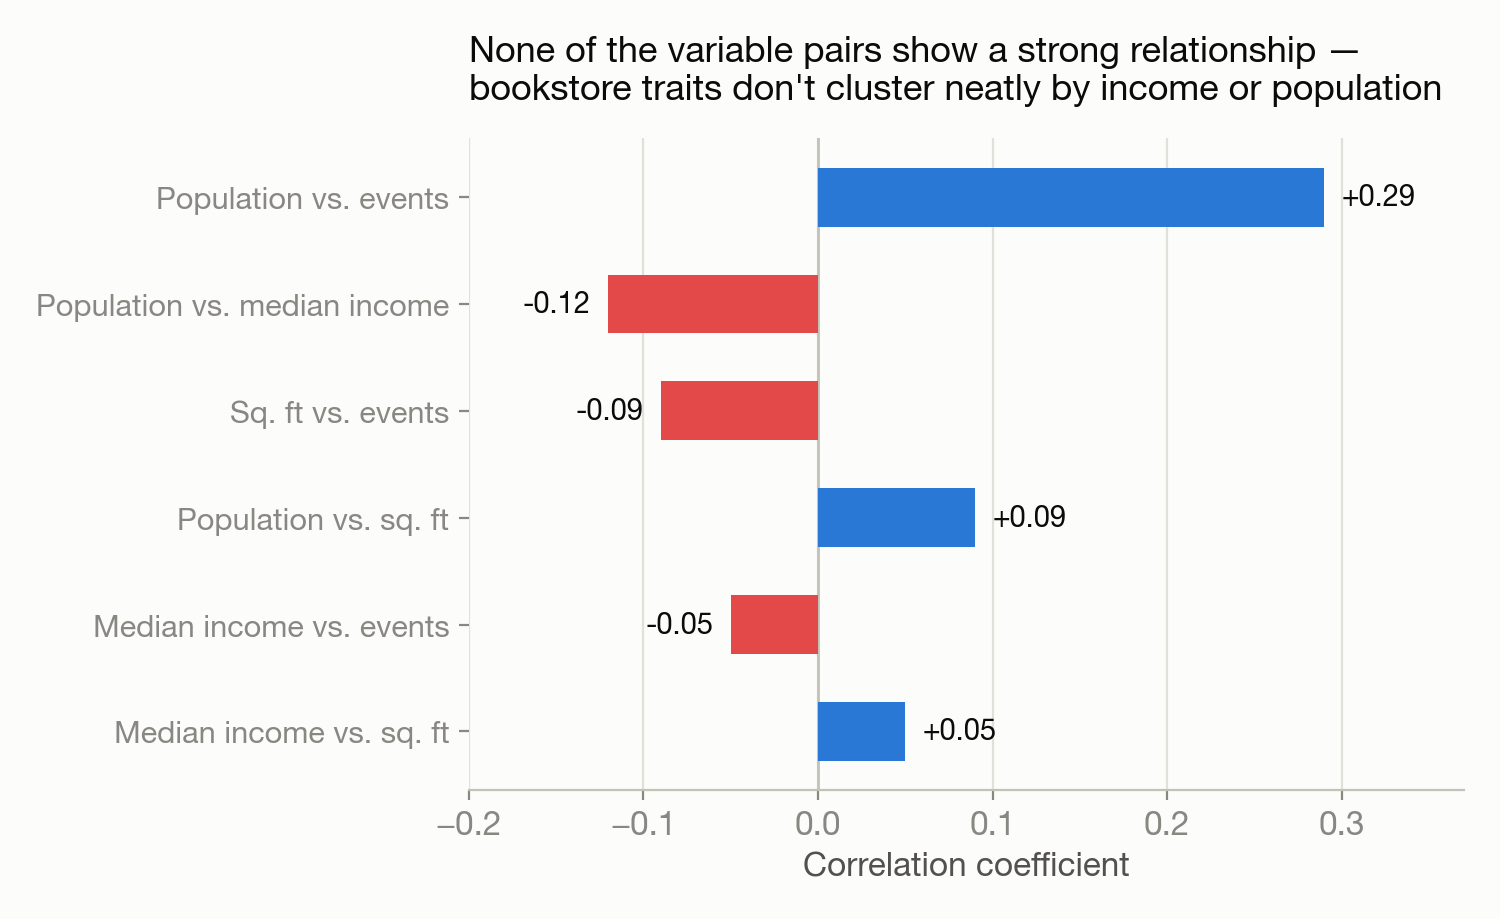 None of the variable pairs show a strong relationship —
bookstore traits don't cluster neatly by income or population
Population vs. events
+0.29
Population vs. median income
-0.12
Sq. ft vs. events
-0.09
Population vs. sq. ft
+0.09
Median income vs. events
-0.05
Median income vs. sq. ft
+0.05
−0.2 −0.1 0.0 0.1 0.2 0.3
Correlation coefficient